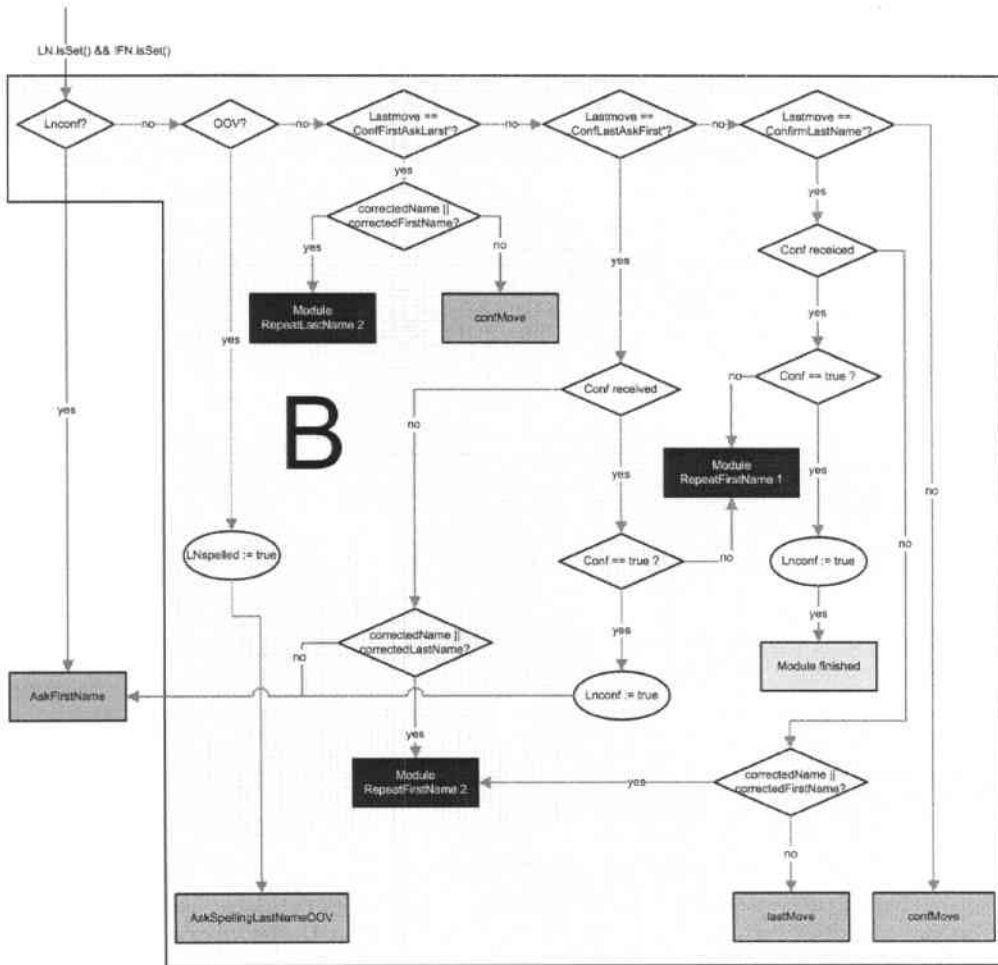 LN.IsSet() && !FN.isSet()
Lnconf?
no
OOV?
no
Lastmove ==
ConfFirstAskLarst*?
no
Lastmove ==
ConfLastAskFirst*?
no
Lastmove ==
ConfirmLastName*?
yes
yes
correctedName ||
correctedFirstName?
Conf receiced
yes
no
yes
Module
RepeatLastName 2
confMove
yes
yes
Conf received
no
Conf == true ?
yes
no
B
yes
Module
RepeatFirstName 1
yes
no
no
LNspelled := true
Conf == true ?
no
Lnconf := true
yes
yes
correctedName ||
correctedLastName?
no
Module finished
AskFirstName
Lnconf := true
yes
Module
RepeatFirstName 2
yes
correctedName ||
correctedFirstName?
no
AskSpellingLastNameOOV
lastMove
confMove